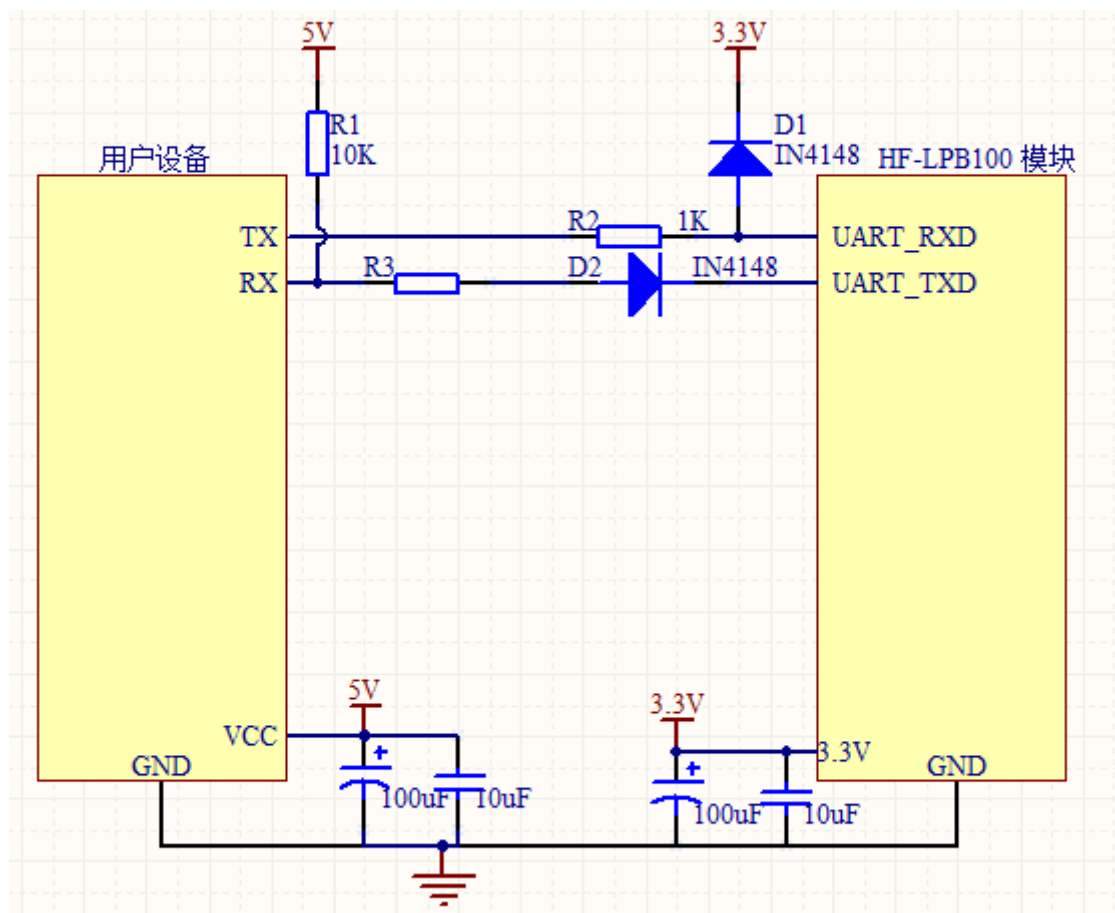 5V
3.3V
R1
10K
D1
IN4148
用户设备
HF-LPB100 模块
TX
R2
1K
UART_RXD
RX
R3
D2
IN4148
UART_TXD
5V
3.3V
VCC
3.3V
GND
GND
+
100uF
10uF
+
100uF
10uF